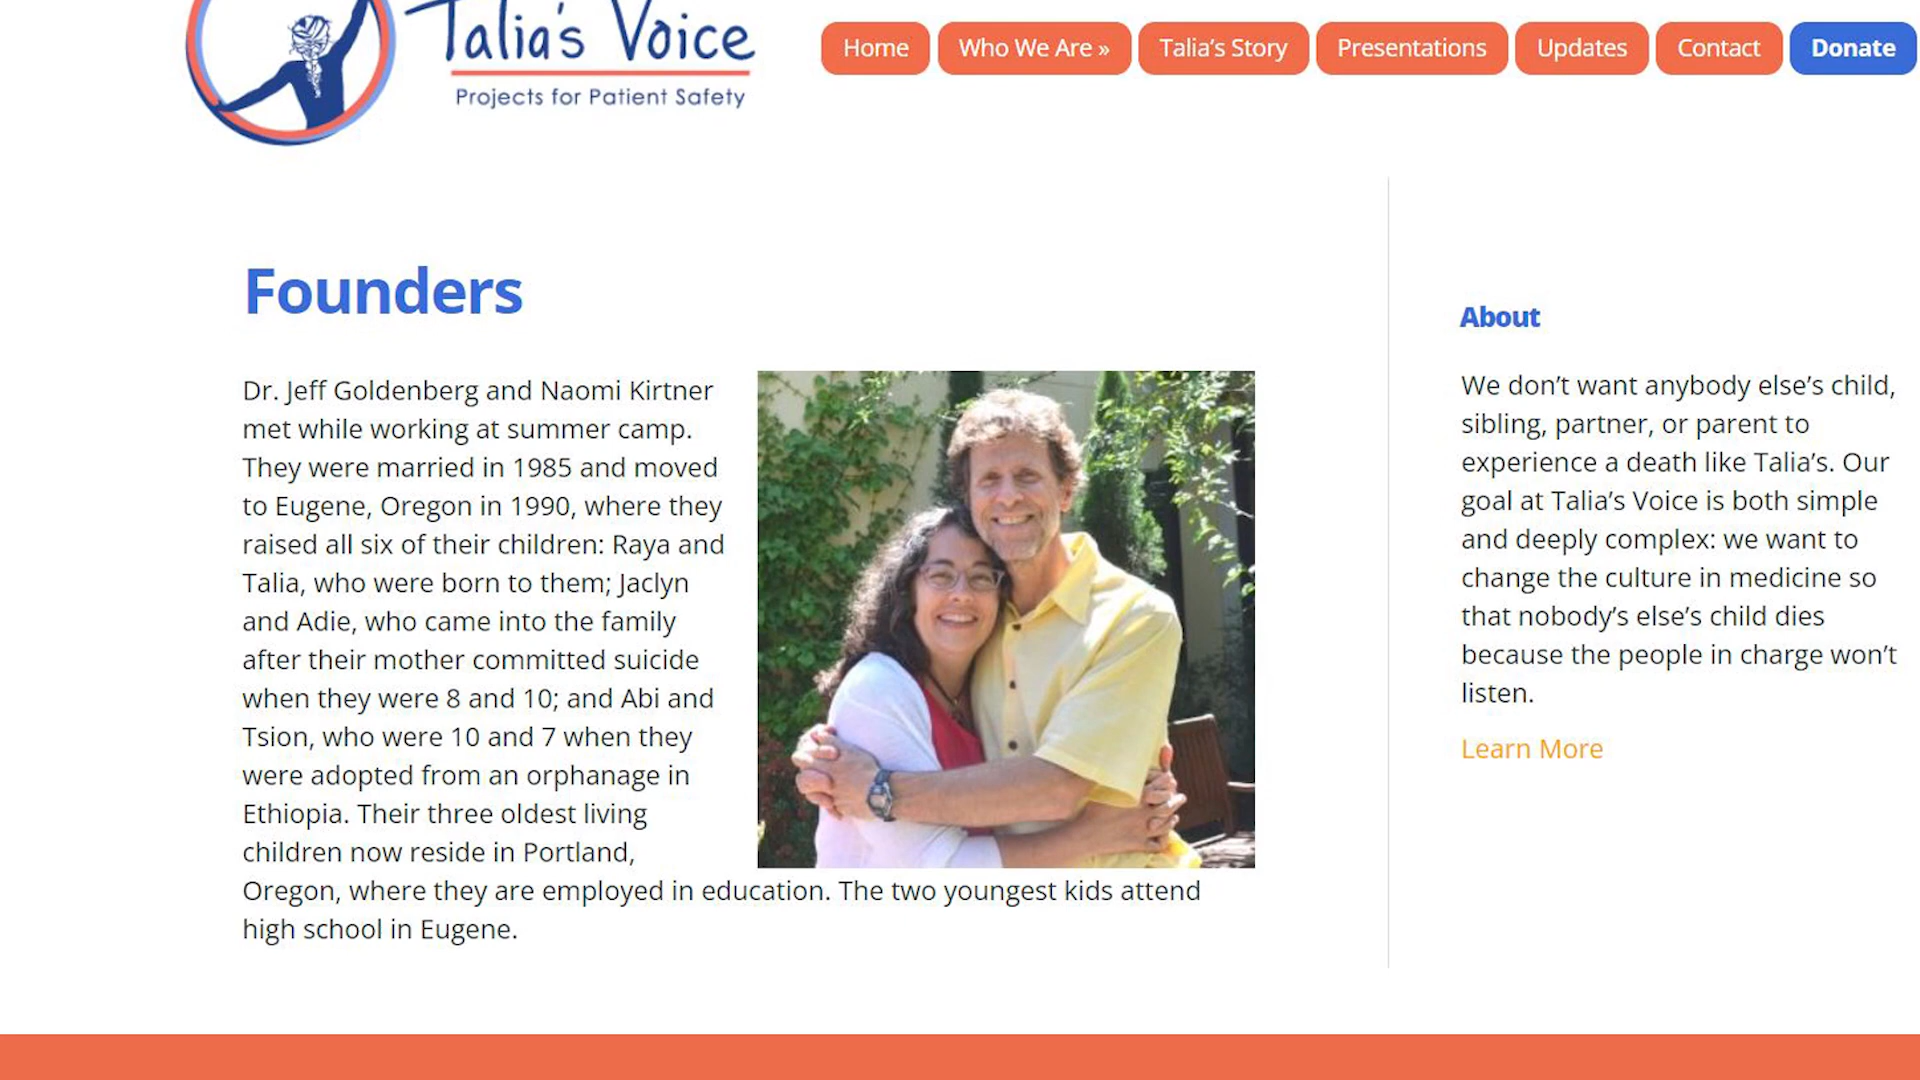 Talia's Voice
Projects for Patient Safety
Home
Who We Are »
Talia’s Story
Presentations
Updates
Contact
Donate
Founders
Dr. Jeff Goldenberg and Naomi Kirtner
met while working at summer camp.
They were married in 1985 and moved
to Eugene, Oregon in 1990, where they
raised all six of their children: Raya and
Talia, who were born to them; Jaclyn
and Adie, who came into the family
after their mother committed suicide
when they were 8 and 10; and Abi and
Tsion, who were 10 and 7 when they
were adopted from an orphanage in
Ethiopia. Their three oldest living
children now reside in Portland,
Oregon, where they are employed in education. The two youngest kids attend
high school in Eugene.
About
We don’t want anybody else’s child,
sibling, partner, or parent to
experience a death like Talia’s. Our
goal at Talia’s Voice is both simple
and deeply complex: we want to
change the culture in medicine so
that nobody’s else’s child dies
because the people in charge won’t
listen.
Learn More